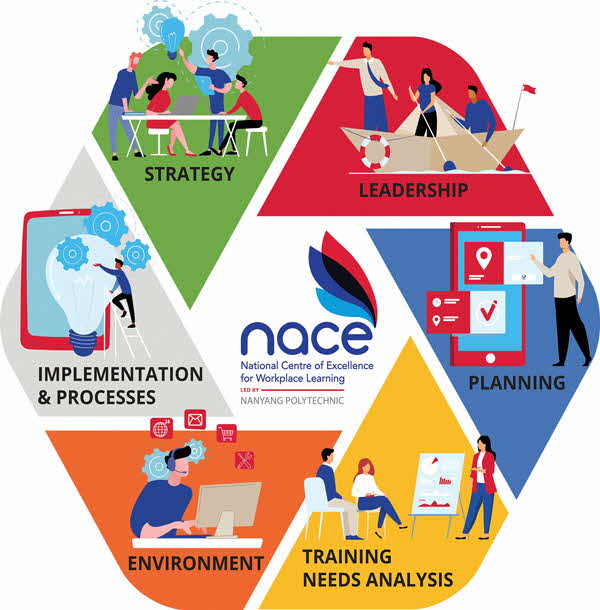 STRATEGY
LEADERSHIP
nace
National Centre of Excellence
for Workplace Learning
LED BY
NANYANG POLYTECHNIC
IMPLEMENTATION
& PROCESSES
PLANNING
ENVIRONMENT
TRAINING
NEEDS ANALYSIS